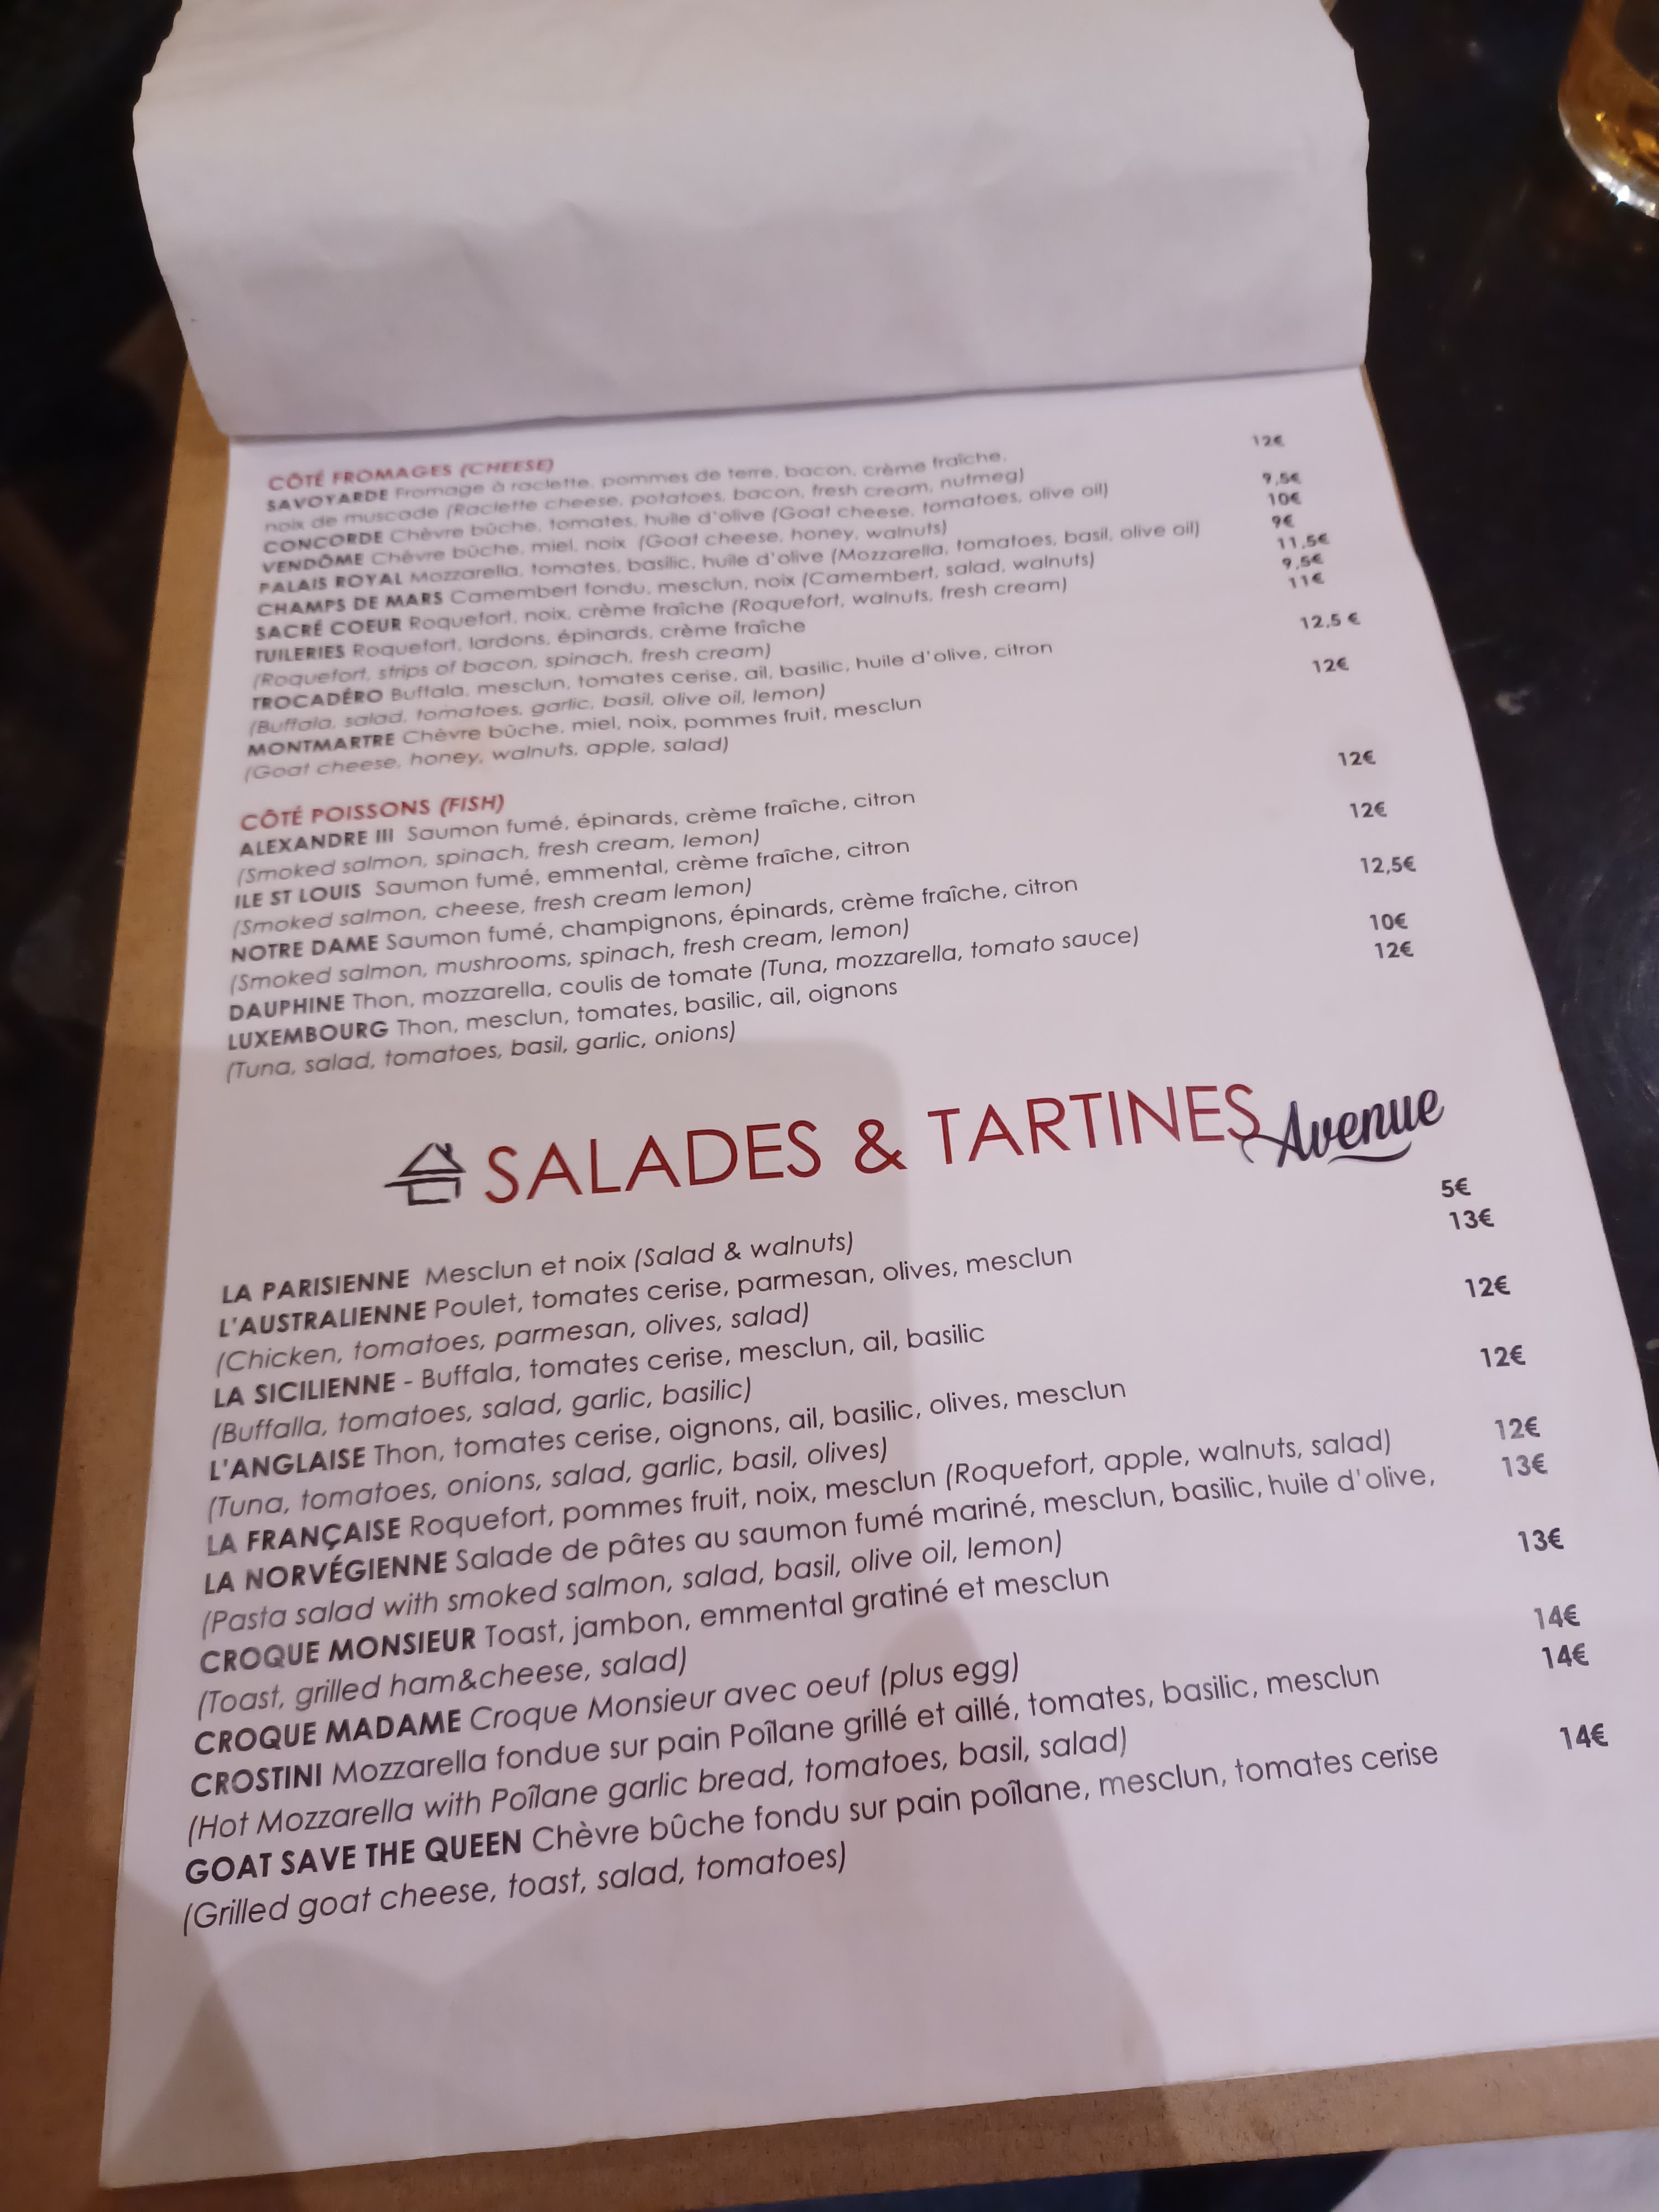 CÔTÉ FROMAGES (CHEESE)
SAVOYARDE Fromage à raclette, pommes de terre, bacon, crème fraîche, 12€
noix de muscade (Raclette cheese, potatoes, bacon, fresh cream, nutmeg)
CONCORDE Chèvre bûche, tomates, huile d'olive (Goat cheese, tomatoes, olive oil) 9,5€
VENDÔME Chèvre bûche, miel, noix (Goat cheese, honey, walnuts) 10€
PALAIS ROYAL Mozzarella, tomates, basilic, huile d'olive (Mozzarella, tomatoes, basil, olive oil) 9€
CHAMPS DE MARS Camembert fondu, mesclun, noix (Camembert, salad, walnuts) 11,5€
SACRÉ COEUR Roquefort, noix, crème fraîche (Roquefort, walnuts, fresh cream) 9,5€
TUILERIES Roquefort, lardons, épinards, crème fraîche 11€
(Roquefort, strips of bacon, spinach, fresh cream)
TROCADÉRO Buffala, mesclun, tomates cerise, ail, basilic, huile d'olive, citron 12,5 €
(Buffala, salad, tomatoes, garlic, basil, olive oil, lemon)
MONTMARTRE Chèvre bûche, miel, noix, pommes fruit, mesclun 12€
(Goat cheese, honey, walnuts, apple, salad)
CÔTÉ POISSONS (FISH)
ALEXANDRE III Saumon fumé, épinards, crème fraîche, citron 12€
(Smoked salmon, spinach, fresh cream, lemon)
ILE ST LOUIS Saumon fumé, emmental, crème fraîche, citron 12€
(Smoked salmon, cheese, fresh cream lemon)
NOTRE DAME Saumon fumé, champignons, épinards, crème fraîche, citron 12,5€
(Smoked salmon, mushrooms, spinach, fresh cream, lemon)
DAUPHINE Thon, mozzarella, coulis de tomate (Tuna, mozzarella, tomato sauce) 10€
LUXEMBOURG Thon, mesclun, tomates, basilic, ail, oignons 12€
(Tuna, salad, tomatoes, basil, garlic, onions)
SALADES & TARTINES Avenue
LA PARISIENNE Mesclun et noix (Salad & walnuts) 5€
L'AUSTRALIENNE Poulet, tomates cerise, parmesan, olives, mesclun 13€
(Chicken, tomatoes, parmesan, olives, salad)
LA SICILIENNE - Buffala, tomates cerise, mesclun, ail, basilic 12€
(Buffalla, tomatoes, salad, garlic, basilic)
L'ANGLAISE Thon, tomates cerise, oignons, ail, basilic, olives, mesclun 12€
(Tuna, tomatoes, onions, salad, garlic, basil, olives)
LA FRANÇAISE Roquefort, pommes fruit, noix, mesclun (Roquefort, apple, walnuts, salad) 12€
LA NORVÉGIENNE Salade de pâtes au saumon fumé mariné, mesclun, basilic, huile d'olive, 13€
(Pasta salad with smoked salmon, salad, basil, olive oil, lemon)
CROQUE MONSIEUR Toast, jambon, emmental gratiné et mesclun 13€
(Toast, grilled ham&cheese, salad)
CROQUE MADAME Croque Monsieur avec oeuf (plus egg) 14€
CROSTINI Mozzarella fondue sur pain Poîlane grillé et aillé, tomates, basilic, mesclun 14€
(Hot Mozzarella with Poîlane garlic bread, tomatoes, basil, salad)
GOAT SAVE THE QUEEN Chèvre bûche fondu sur pain poîlane, mesclun, tomates cerise 14€
(Grilled goat cheese, toast, salad, tomatoes)